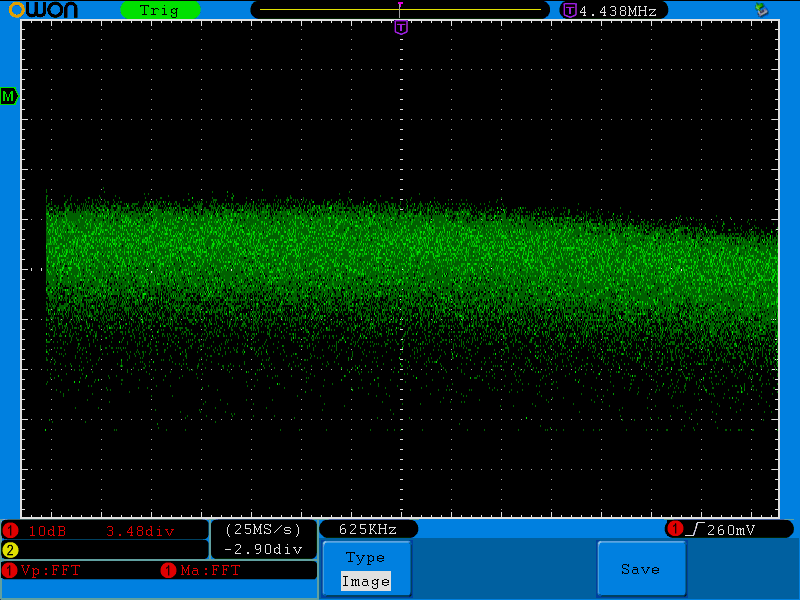 owon Trig T 4.438MHz
T
M
1 10dB 3.48div (25MS/s) 625KHz 1 260mV
2 -2.90div
1 Vp:FFT 1 Ma:FFT
Type Save
Image